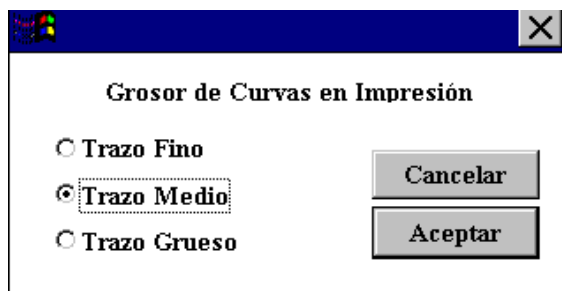 Grosor de Curvas en Impresión
Trazo Fino
Trazo Medio
Trazo Grueso
Cancelar
Aceptar